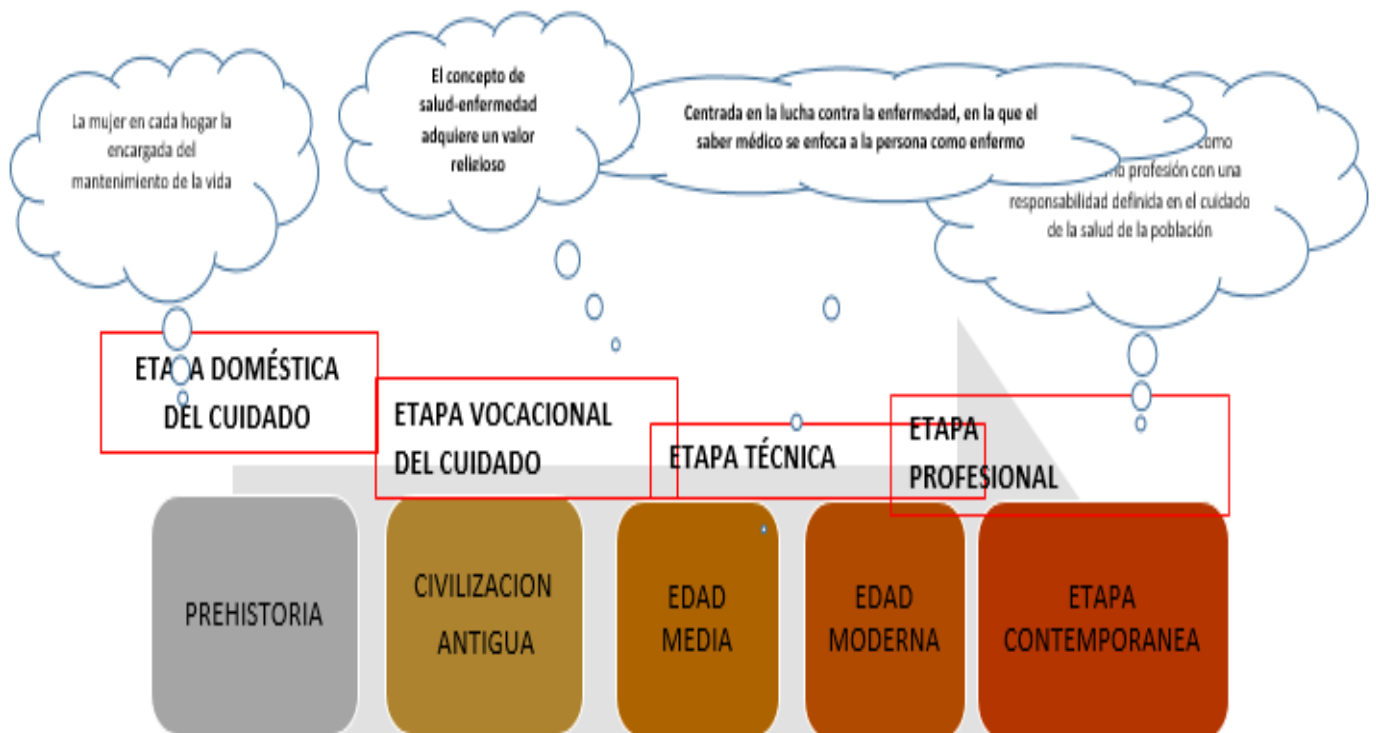 La mujer en cada hogar la
encargada del
mantenimiento de la vida
El concepto de
salud-enfermedad
adquiere un valor
religioso
Centrada en la lucha contra la enfermedad, en la que el
saber médico se enfoca a la persona como enfermo
como
profesión con una
responsabilidad definida en el cuidado
de la salud de la población
ETAPA DOMÉSTICA
DEL CUIDADO
ETAPA VOCACIONAL
DEL CUIDADO
ETAPA TÉCNICA
ETAPA
PROFESIONAL
PREHISTORIA
CIVILIZACION
ANTIGUA
EDAD
MEDIA
EDAD
MODERNA
ETAPA
CONTEMPORANEA